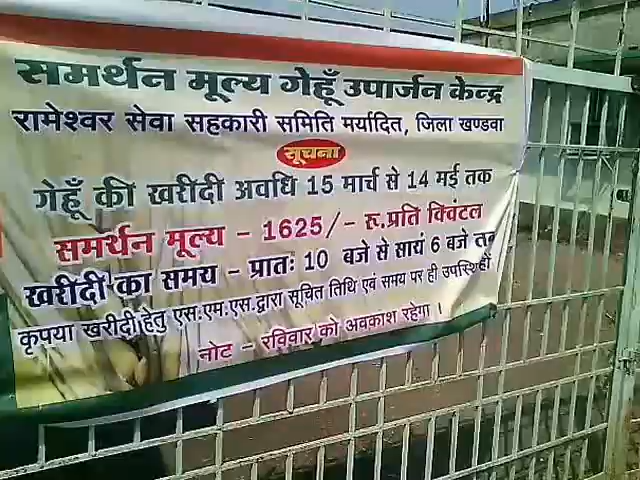 समर्थन मूल्य गेहूँ उपार्जन केन्द्र
रामेश्वर सेवा सहकारी समिति मर्यादित, जिला खण्डवा
सूचना
गेहूँ की खरीदी अवधि 15 मार्च से 14 मई तक
समर्थन मूल्य - 1625/- रू.प्रति क्विंटल
खरीदी का समय - प्रातः 10 बजे से सायं 6 बजे तक
कृपया खरीदी हेतु एस.एम.एस.द्वारा सूचित तिथि एवं समय पर ही उपस्थित हों
नोट - रविवार को अवकाश रहेगा ।